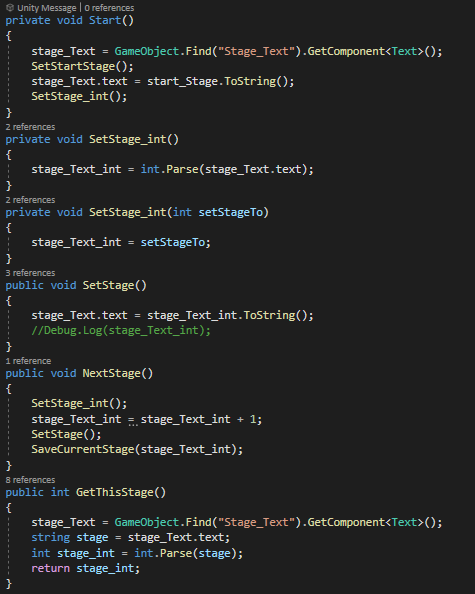 Unity Message | 0 references
private void Start()
{
stage_Text = GameObject.Find("Stage_Text").GetComponent<Text>();
SetStartStage();
stage_Text.text = start_Stage.ToString();
SetStage_int();
}
2 references
private void SetStage_int()
{
stage_Text_int = int.Parse(stage_Text.text);
}
2 references
private void SetStage_int(int setStageTo)
{
stage_Text_int = setStageTo;
}
3 references
public void SetStage()
{
stage_Text.text = stage_Text_int.ToString();
//Debug.Log(stage_Text_int);
}
1 reference
public void NextStage()
{
SetStage_int();
stage_Text_int = stage_Text_int + 1;
SetStage();
SaveCurrentStage(stage_Text_int);
}
8 references
public int GetThisStage()
{
stage_Text = GameObject.Find("Stage_Text").GetComponent<Text>();
string stage = stage_Text.text;
int stage_int = int.Parse(stage);
return stage_int;
}